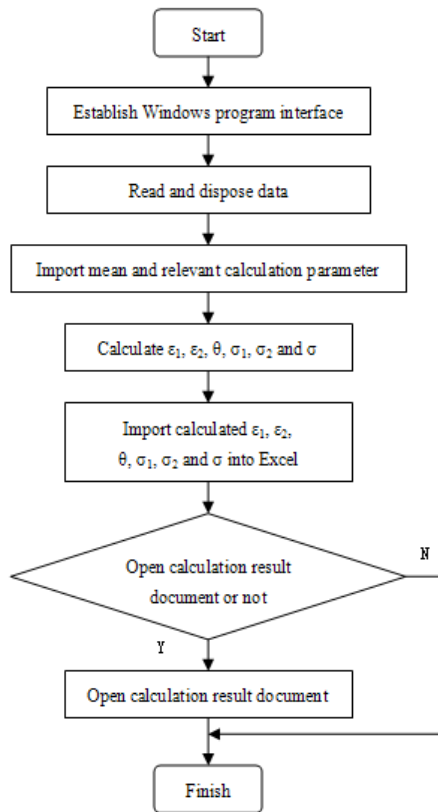 Start
Establish Windows program interface
Read and dispose data
Import mean and relevant calculation parameter
Calculate ε₁, ε₂, θ, σ₁, σ₂ and σ
Import calculated ε₁, ε₂,
θ, σ₁, σ₂ and σ into Excel
Open calculation result
document or not
N
Y
Open calculation result document
Finish